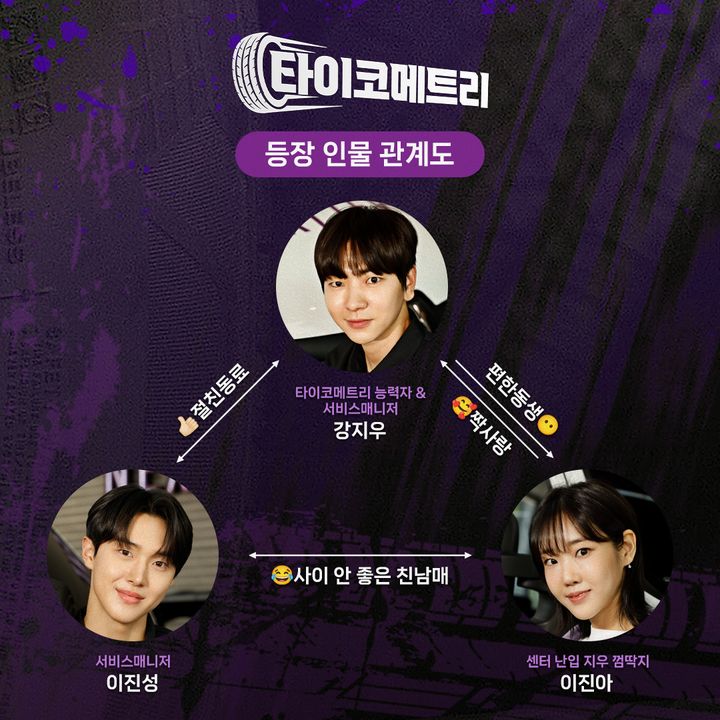 타이코메트리
등장 인물 관계도
타이코메트리 능력자 &
서비스매니저
강지우
👍🏻절친동료
편한동생😶
🥰짝사랑
😂사이 안 좋은 친남매
서비스매니저
이진성
센터 난입 지우 껌딱지
이진아